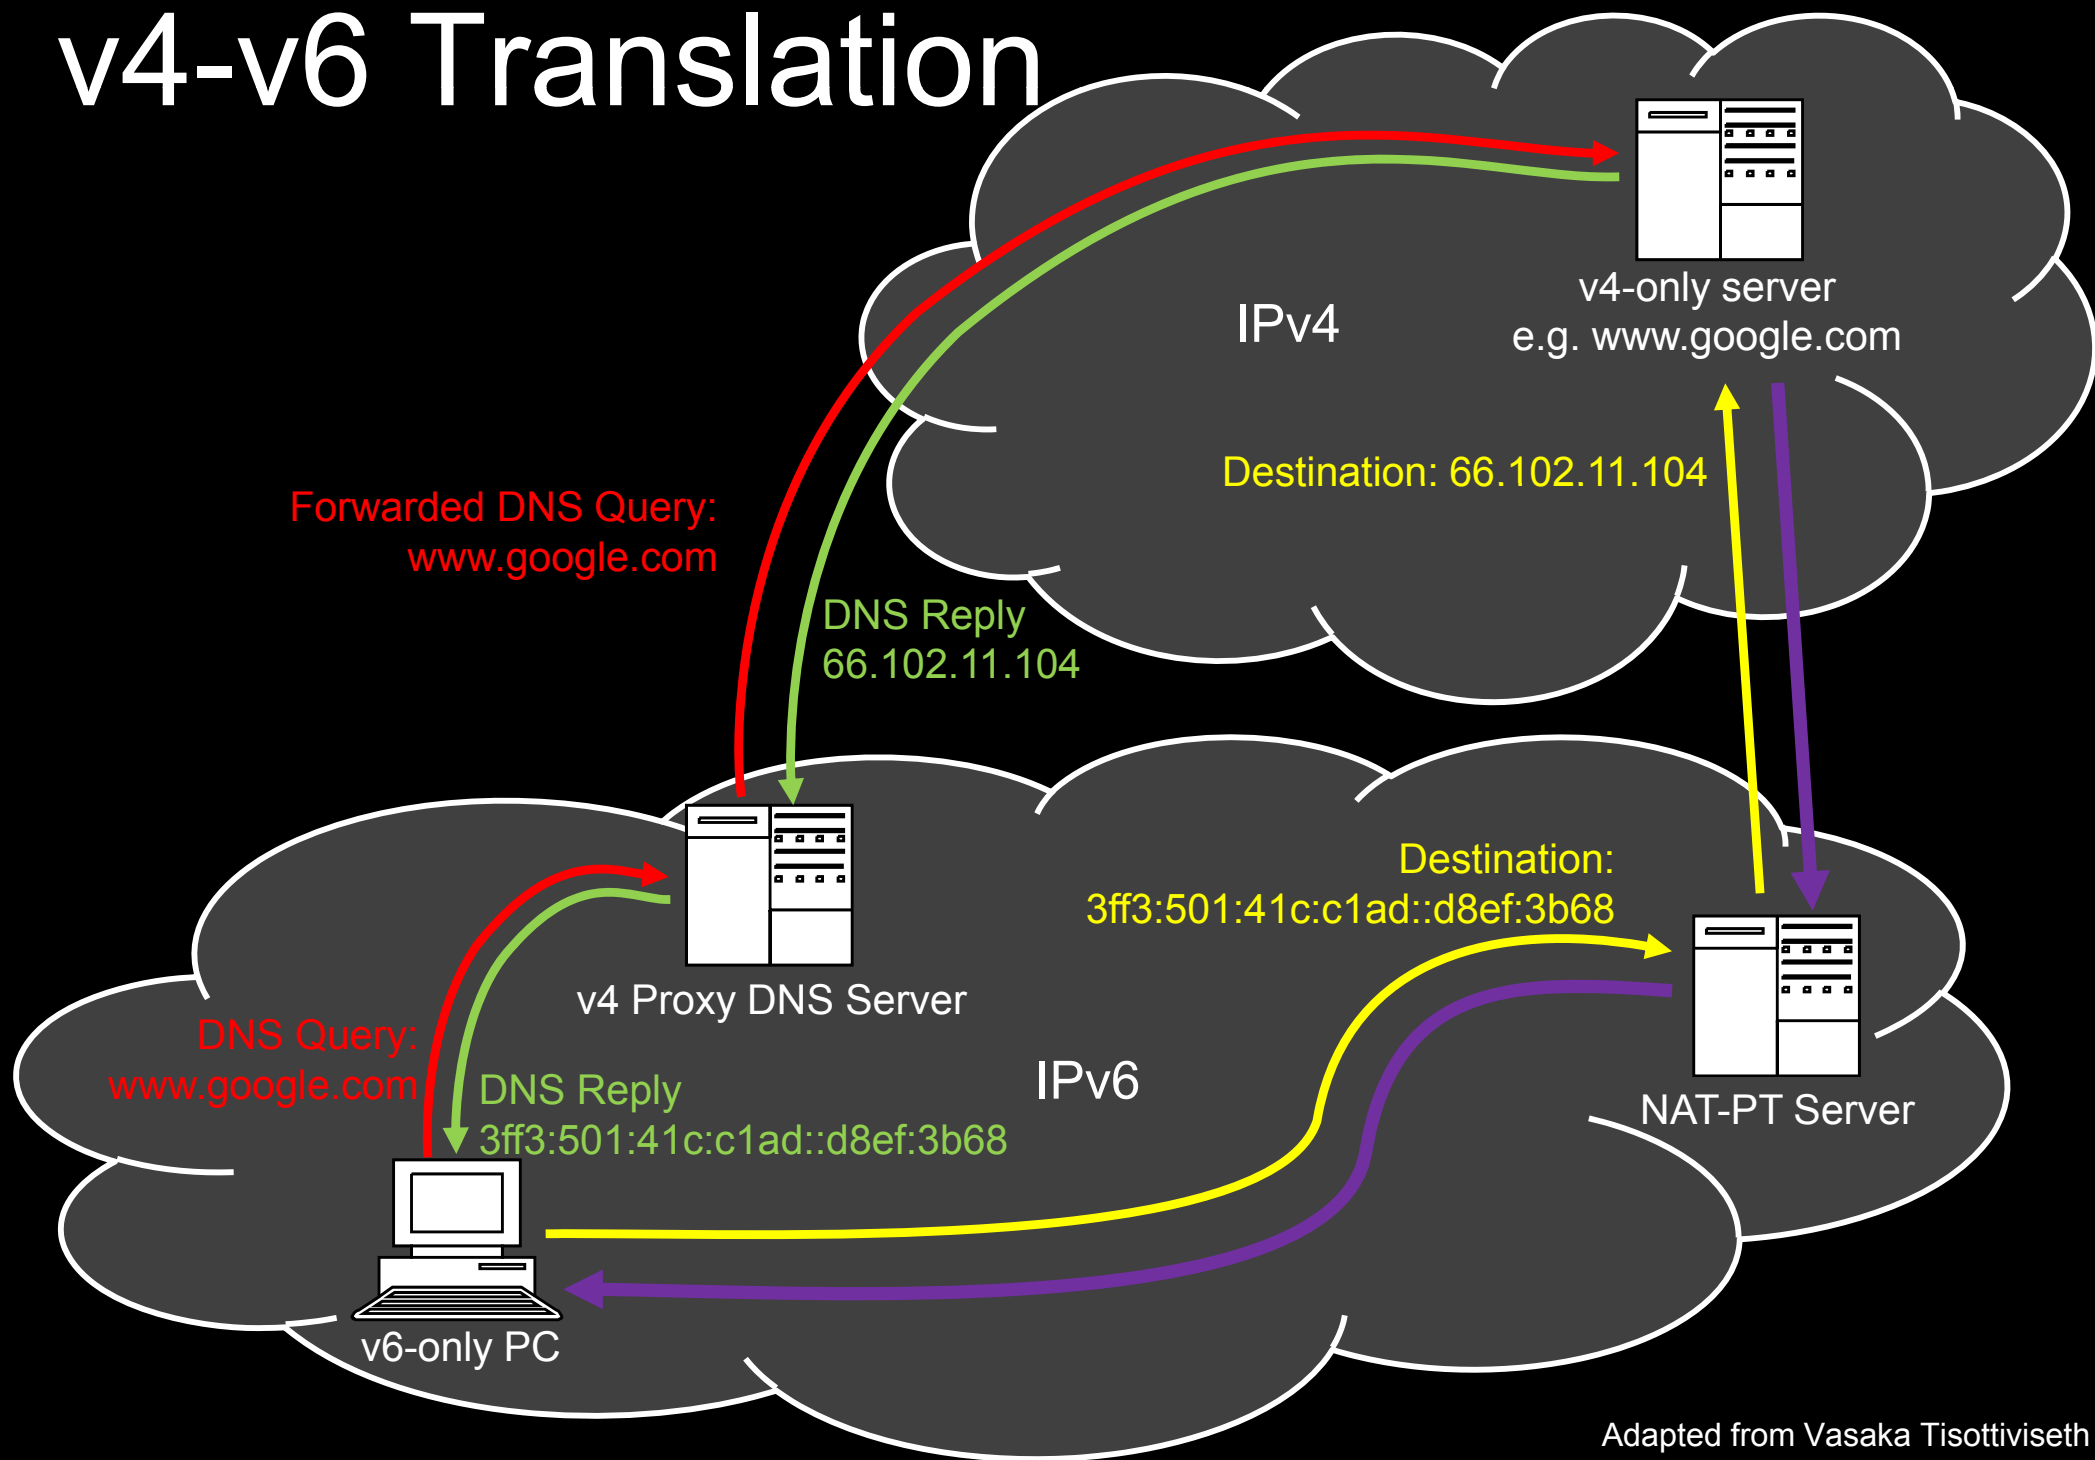 v4-v6 Translation
v4-only server
e.g. www.google.com
IPv4
Destination: 66.102.11.104
Forwarded DNS Query:
www.google.com
DNS Reply
66.102.11.104
Destination:
3ff3:501:41c:c1ad::d8ef:3b68
v4 Proxy DNS Server
DNS Query:
www.google.com
DNS Reply
3ff3:501:41c:c1ad::d8ef:3b68
IPv6
NAT-PT Server
v6-only PC
Adapted from Vasaka Tisottiviseth